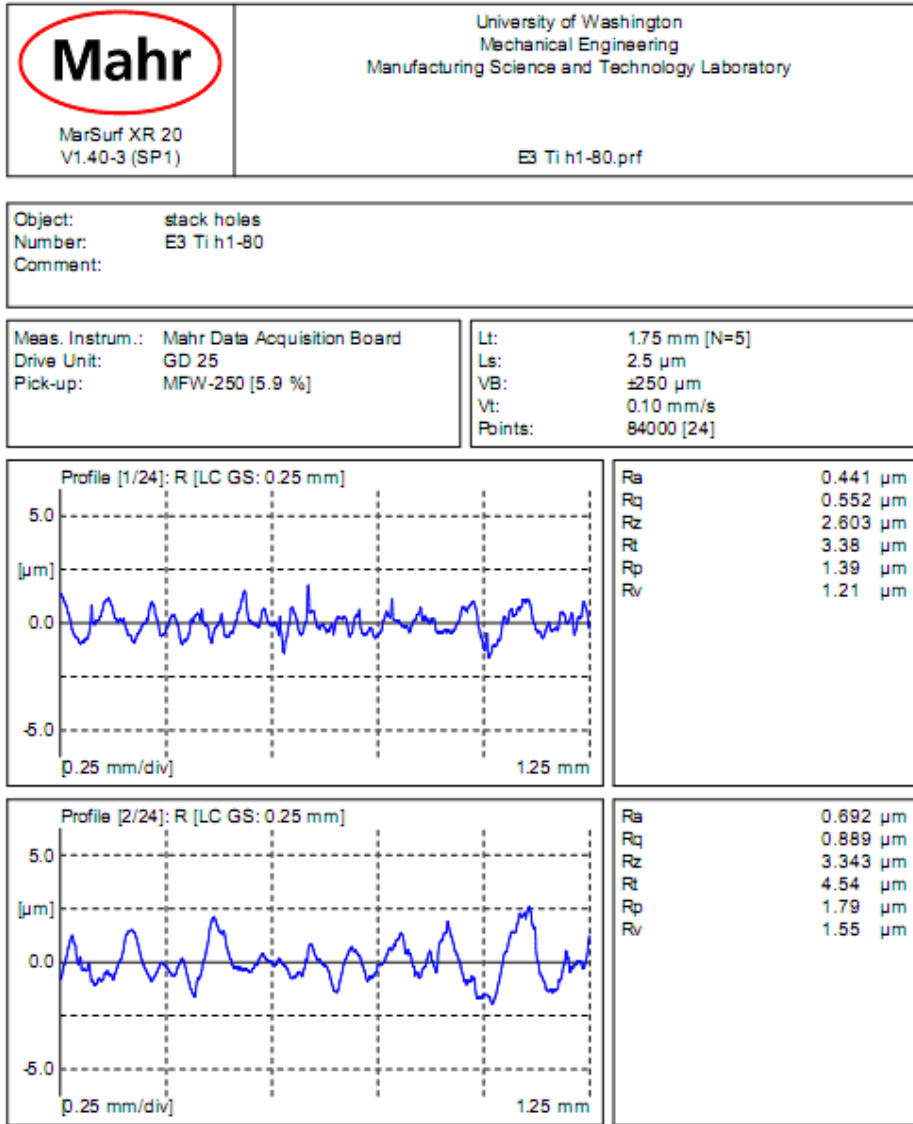 Mahr
MarSurf XR 20
V1.40-3 (SP1)
University of Washington
Mechanical Engineering
Manufacturing Science and Technology Laboratory
E3 Ti h1-80.prf
Object: stack holes
Number: E3 Ti h1-80
Comment:
Meas. Instrum.: Mahr Data Acquisition Board
Drive Unit: GD 25
Pick-up: MFW-250 [5.9 %]
Lt: 1.75 mm [N=5]
Ls: 2.5 µm
VB: ±250 µm
Vt: 0.10 mm/s
Points: 84000 [24]
Profile [1/24]: R [LC GS: 0.25 mm]
5.0
[µm]
0.0
-5.0
[0.25 mm/div] 1.25 mm
Ra 0.441 µm
Rq 0.552 µm
Rz 2.603 µm
Rt 3.38 µm
Rp 1.39 µm
Rv 1.21 µm
Profile [2/24]: R [LC GS: 0.25 mm]
5.0
[µm]
0.0
-5.0
[0.25 mm/div] 1.25 mm
Ra 0.692 µm
Rq 0.889 µm
Rz 3.343 µm
Rt 4.54 µm
Rp 1.79 µm
Rv 1.55 µm